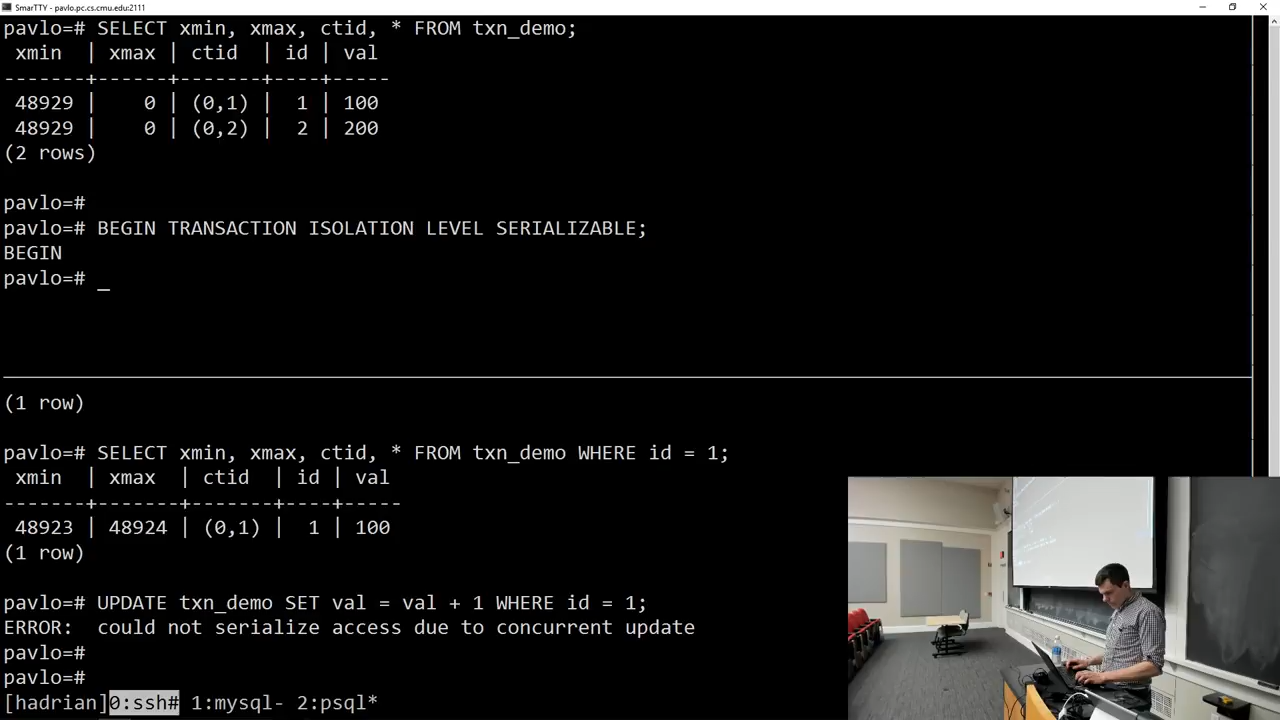 SmarTTY - pavlo.pc.cs.cmu.edu:2111
pavlo=# SELECT xmin, xmax, ctid, * FROM txn_demo;
xmin | xmax | ctid | id | val
-------+------+-------+----+-----
48929 | 0 | (0,1) | 1 | 100
48929 | 0 | (0,2) | 2 | 200
(2 rows)
pavlo=#
pavlo=# BEGIN TRANSACTION ISOLATION LEVEL SERIALIZABLE;
BEGIN
pavlo=# _
(1 row)
pavlo=# SELECT xmin, xmax, ctid, * FROM txn_demo WHERE id = 1;
xmin | xmax | ctid | id | val
-------+-------+-------+----+-----
48923 | 48924 | (0,1) | 1 | 100
(1 row)
pavlo=# UPDATE txn_demo SET val = val + 1 WHERE id = 1;
ERROR: could not serialize access due to concurrent update
pavlo=#
pavlo=#
[hadrian]0:ssh# 1:mysql- 2:psql*